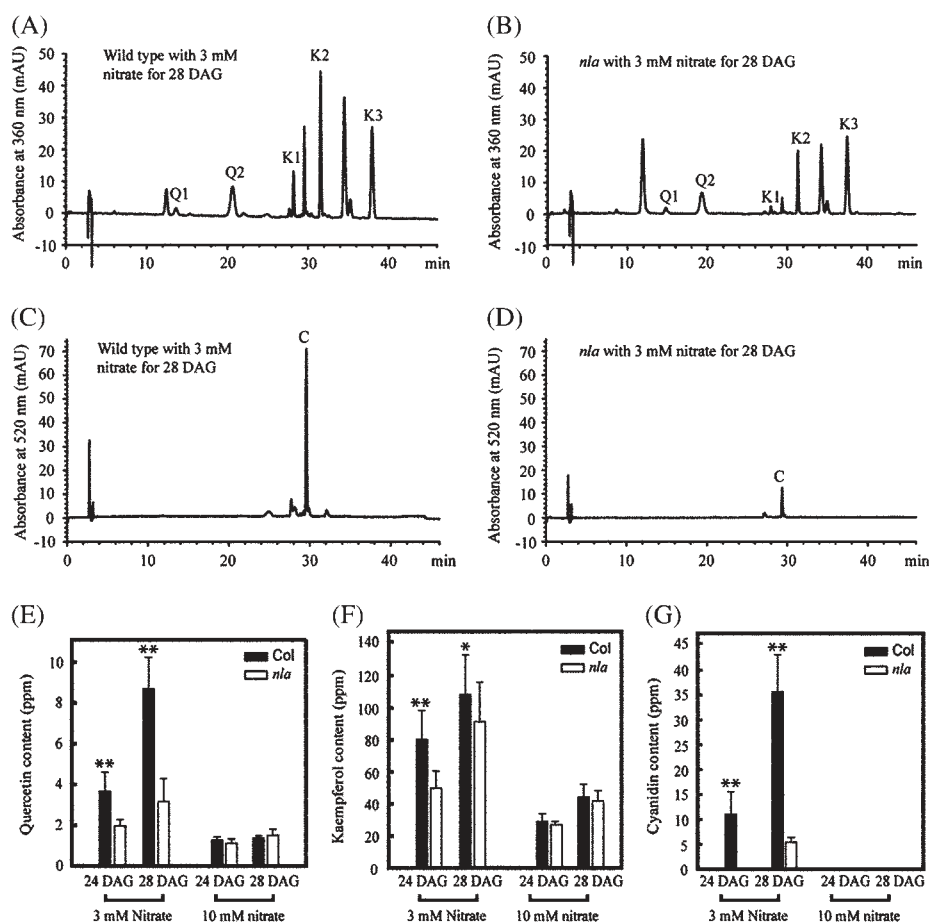 (A)
Absorbance at 360 nm (mAU)
50
40
30
20
10
0
-10
Wild type with 3 mM
nitrate for 28 DAG
Q1
Q2
K1
K2
K3
0 10 20 30 40 min
(B)
Absorbance at 360 nm (mAU)
50
40
30
20
10
0
-10
nla with 3 mM nitrate for 28 DAG
Q1
Q2
K1
K2
K3
0 10 20 30 40 min
(C)
Absorbance at 520 nm (mAU)
70
60
50
40
30
20
10
0
-10
Wild type with 3 mM
nitrate for 28 DAG
C
0 10 20 30 40 min
(D)
Absorbance at 520 nm (mAU)
70
60
50
40
30
20
10
0
-10
nla with 3 mM nitrate for 28 DAG
C
0 10 20 30 40 min
(E)
Quercetin content (ppm)
10
8
6
4
2
0
**
**
Col
nla
24 DAG 28 DAG 24 DAG 28 DAG
3 mM Nitrate 10 mM nitrate
(F)
Kaempferol content (ppm)
140
120
100
80
60
40
20
0
**
*
Col
nla
24 DAG 28 DAG 24 DAG 28 DAG
3 mM Nitrate 10 mM nitrate
(G)
Cyanidin content (ppm)
45
40
35
30
25
20
15
10
5
0
**
**
Col
nla
24 DAG 28 DAG 24 DAG 28 DAG
3 mM Nitrate 10 mM nitrate